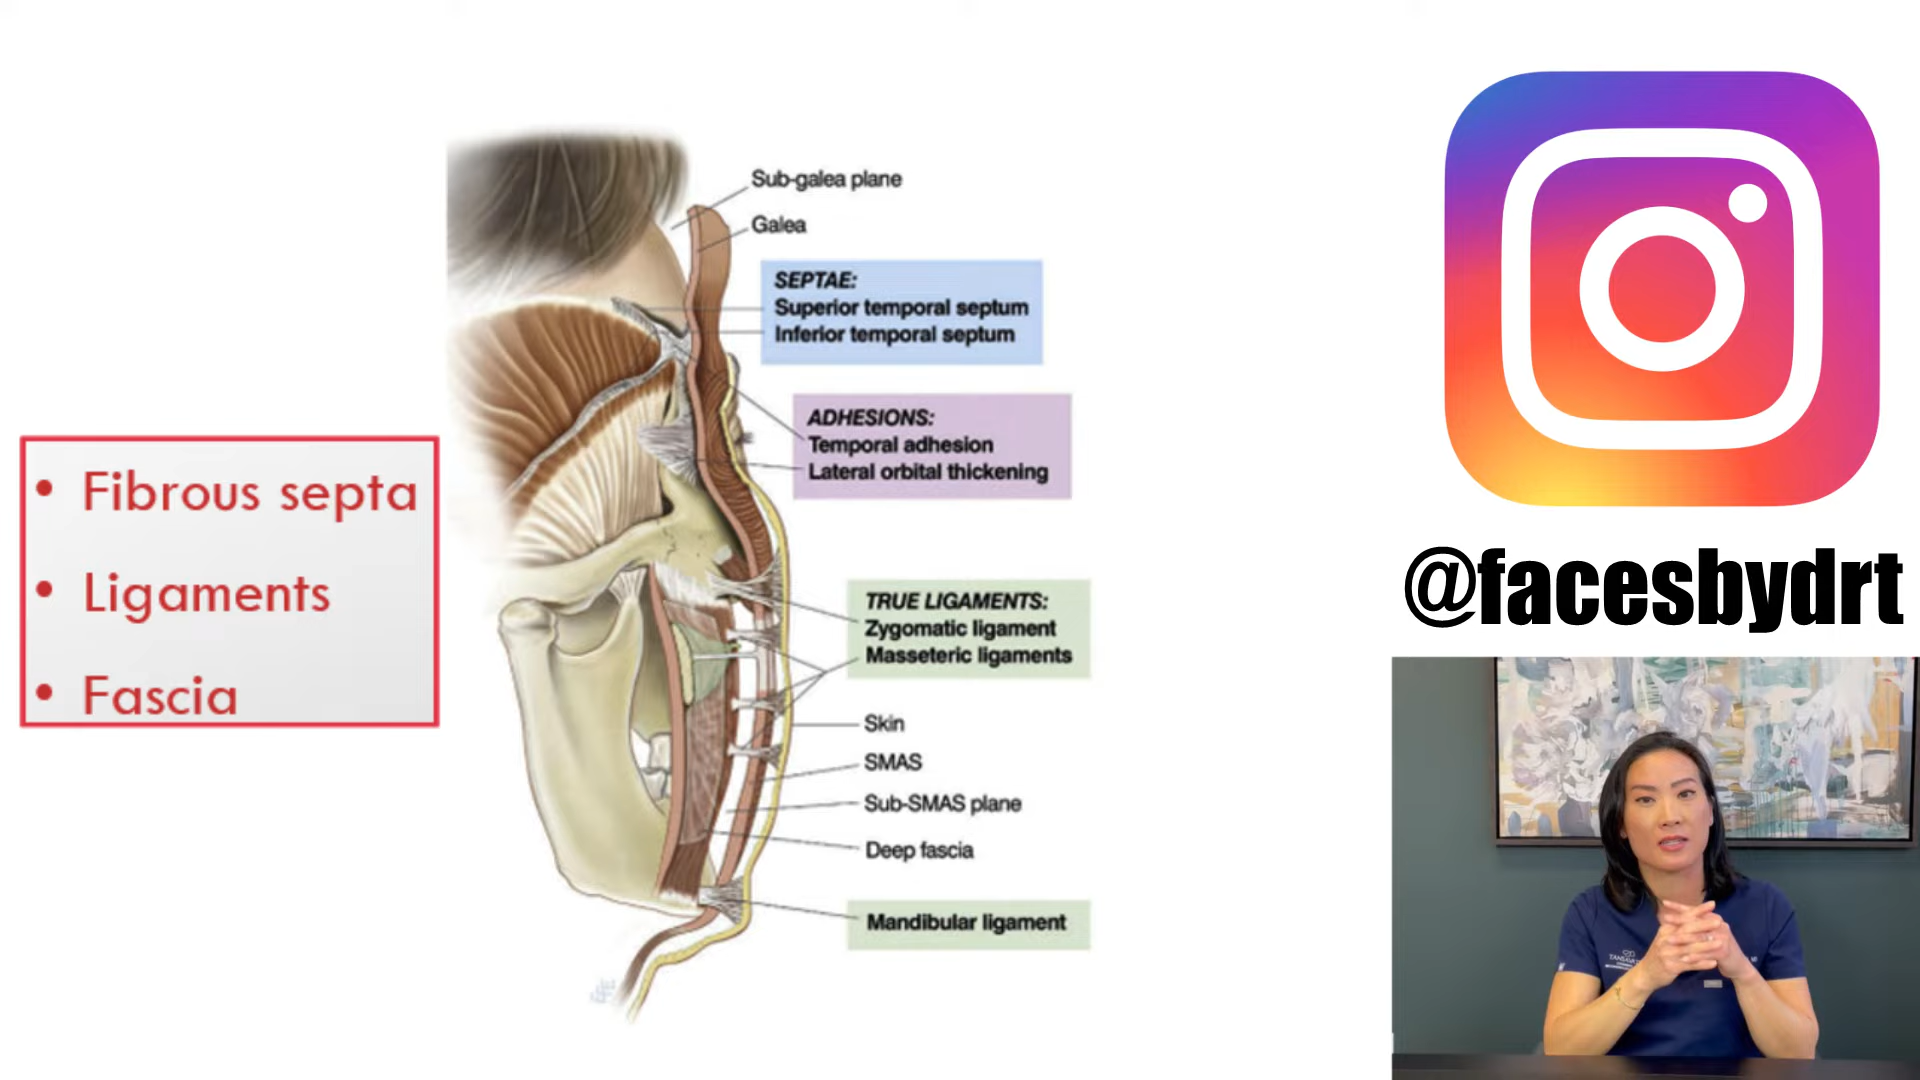 • Fibrous septa
• Ligaments
• Fascia
Sub-galea plane
Galea
SEPTAE:
Superior temporal septum
Inferior temporal septum
ADHESIONS:
Temporal adhesion
Lateral orbital thickening
TRUE LIGAMENTS:
Zygomatic ligament
Masseteric ligaments
Skin
SMAS
Sub-SMAS plane
Deep fascia
Mandibular ligament
@facesbydrt